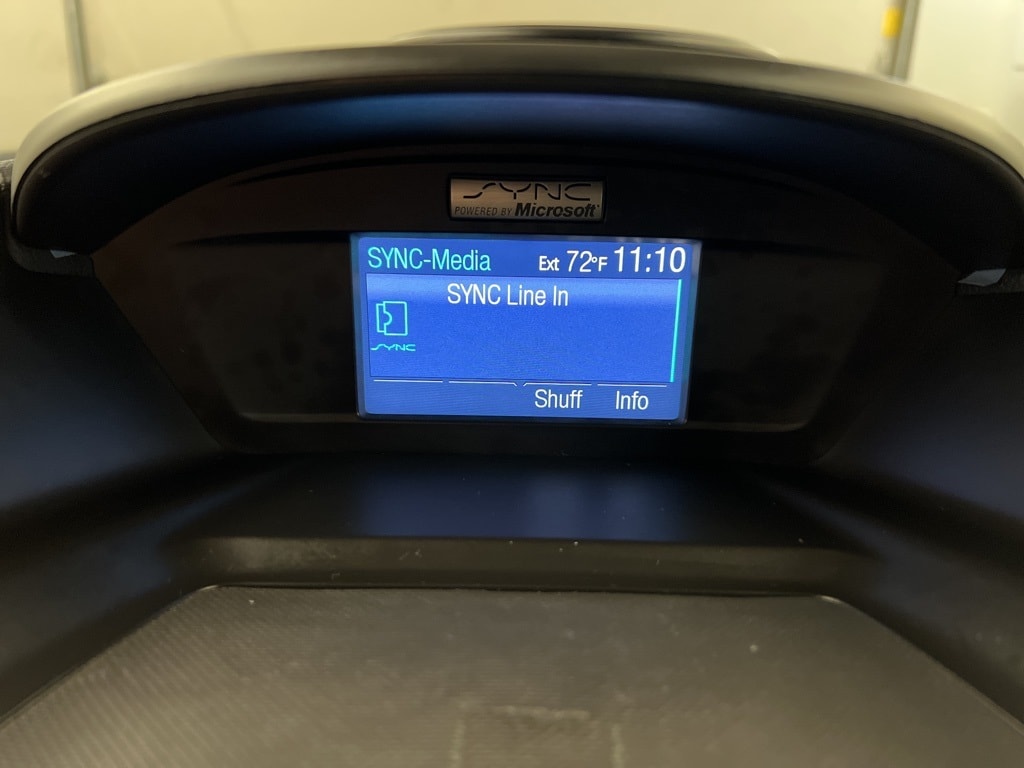 SYNC
POWERED BY Microsoft
SYNC-Media Ext 72°F 11:10
SYNC Line In
SYNC
Shuff Info